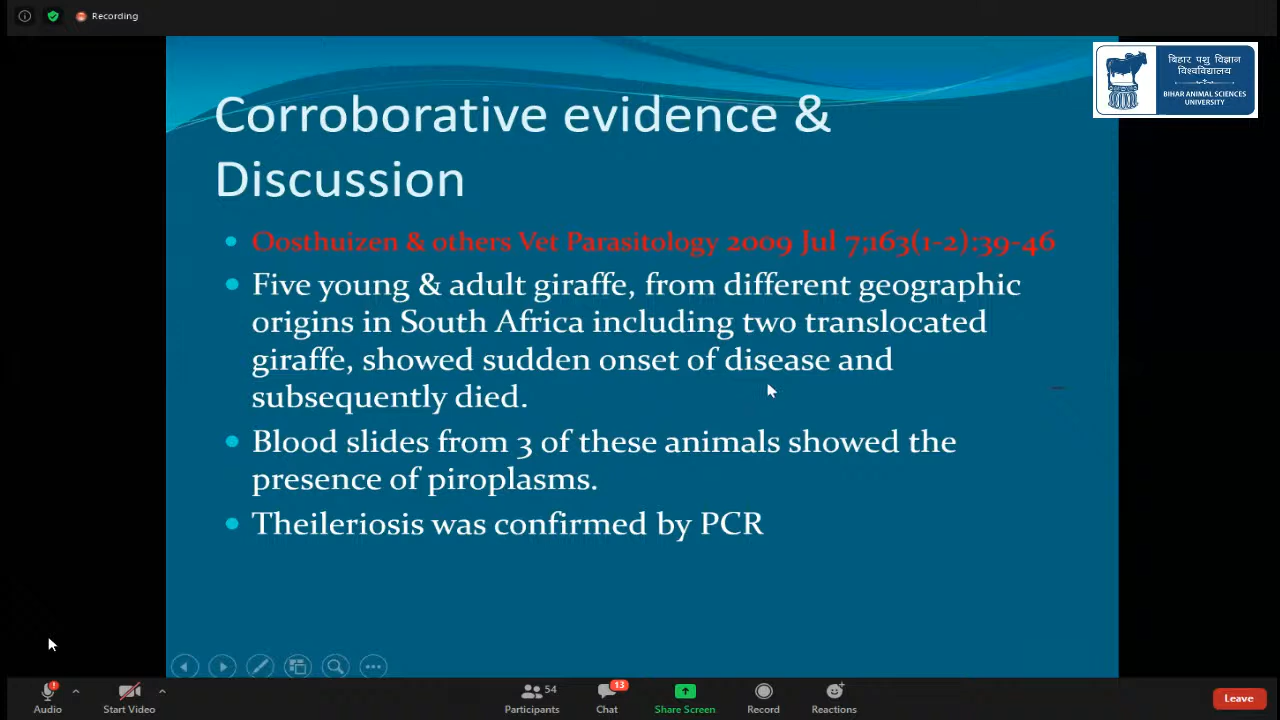 Recording
बिहार पशु विज्ञान
विश्वविद्यालय
BIHAR ANIMAL SCIENCES
UNIVERSITY
Corroborative evidence &
Discussion
• Oosthuizen & others Vet Parasitology 2009 Jul 7;163(1-2):39-46
• Five young & adult giraffe, from different geographic
origins in South Africa including two translocated
giraffe, showed sudden onset of disease and
subsequently died.
• Blood slides from 3 of these animals showed the
presence of piroplasms.
• Theileriosis was confirmed by PCR
54
13
Audio
Start Video
Participants
Chat
Share Screen
Record
Reactions
Leave